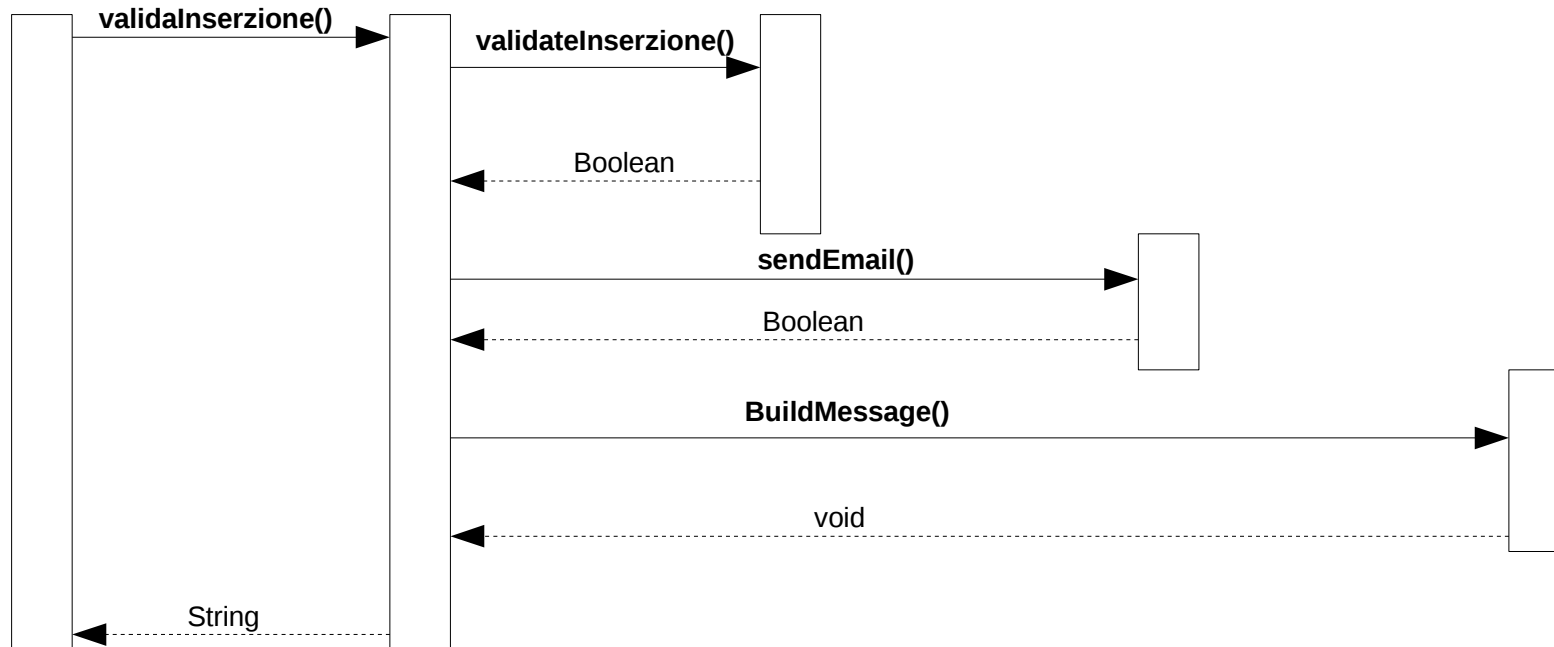 validaInserzione()
validateInserzione()
Boolean
sendEmail()
Boolean
BuildMessage()
void
String